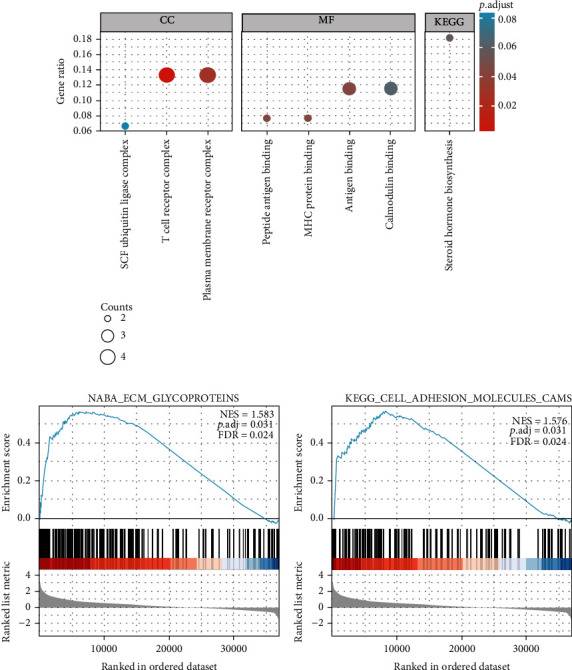 CC
MF
KEGG
p.adjust
Gene ratio
0.18
0.16
0.14
0.12
0.10
0.08
0.06
0.08
0.06
0.04
0.02
SCF ubiquitin ligase complex
T cell receptor complex
Plasma membrane receptor complex
Peptide antigen binding
MHC protein binding
Antigen binding
Calmodulin binding
Steroid hormone biosynthesis
Counts
2
3
4
NABA_ECM_GLYCOPROTEINS
NES = 1.583
p.adj = 0.031
FDR = 0.024
Enrichment score
0.4
0.2
0.0
Ranked list metric
4
2
0
−2
10000 20000 30000
Ranked in ordered dataset
KEGG_CELL_ADHESION_MOLECULES_CAMS
NES = 1.576
p.adj = 0.031
FDR = 0.024
Enrichment score
0.4
0.2
0.0
Ranked list metric
4
2
0
−2
10000 20000 30000
Ranked in ordered dataset